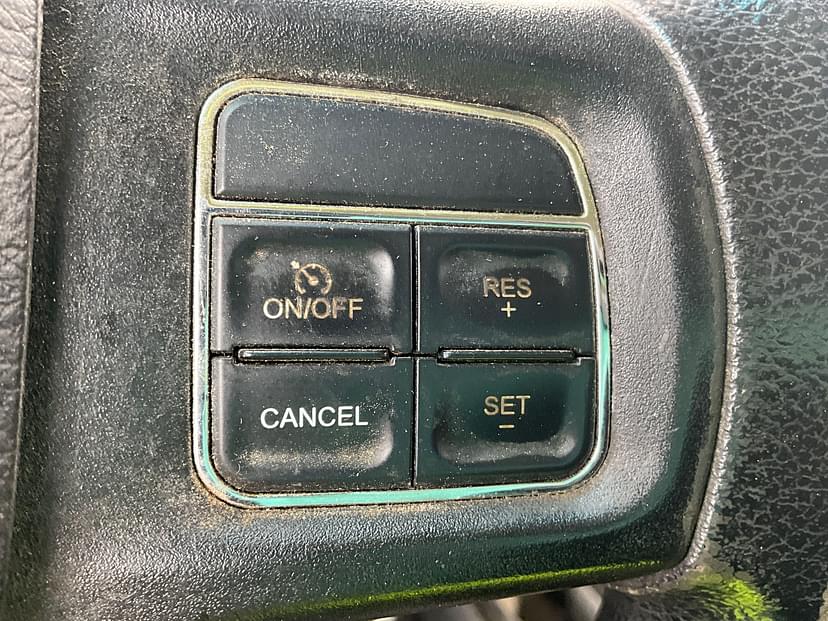 ON/OFF
RES
+
CANCEL
SET
–